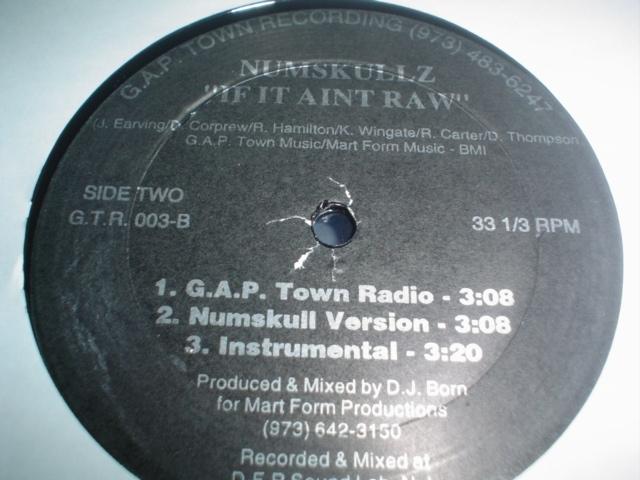 G.A.P. TOWN RECORDING (973) 483-6247
NUMSKULLZ
"IF IT AINT RAW"
(J. Earving/D. Corprew/R. Hamilton/K. Wingate/R. Carter/D. Thompson
G.A.P. Town Music/Mart Form Music - BMI
SIDE TWO
G.T.R. 003-B
33 1/3 RPM
1. G.A.P. Town Radio - 3:08
2. Numskull Version - 3:08
3. Instrumental - 3:20
Produced & Mixed by D.J. Born
for Mart Form Productions
(973) 642-3150
Recorded & Mixed at
Sound Lab, N.J.